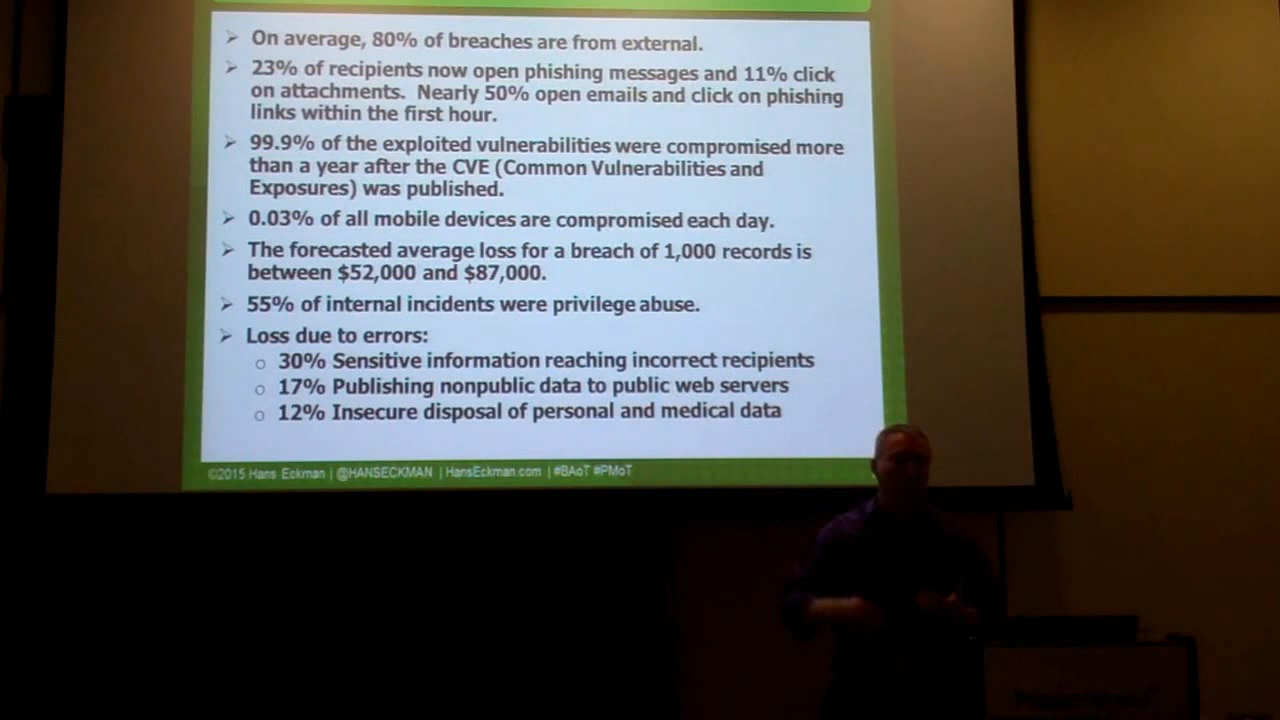 ➢ On average, 80% of breaches are from external.
➢ 23% of recipients now open phishing messages and 11% click
on attachments. Nearly 50% open emails and click on phishing
links within the first hour.
➢ 99.9% of the exploited vulnerabilities were compromised more
than a year after the CVE (Common Vulnerabilities and
Exposures) was published.
➢ 0.03% of all mobile devices are compromised each day.
➢ The forecasted average loss for a breach of 1,000 records is
between $52,000 and $87,000.
➢ 55% of internal incidents were privilege abuse.
➢ Loss due to errors:
o 30% Sensitive information reaching incorrect recipients
o 17% Publishing nonpublic data to public web servers
o 12% Insecure disposal of personal and medical data
©2015 Hans Eckman | @HANSECKMAN | HansEckman.com | #BAoT #PMoT